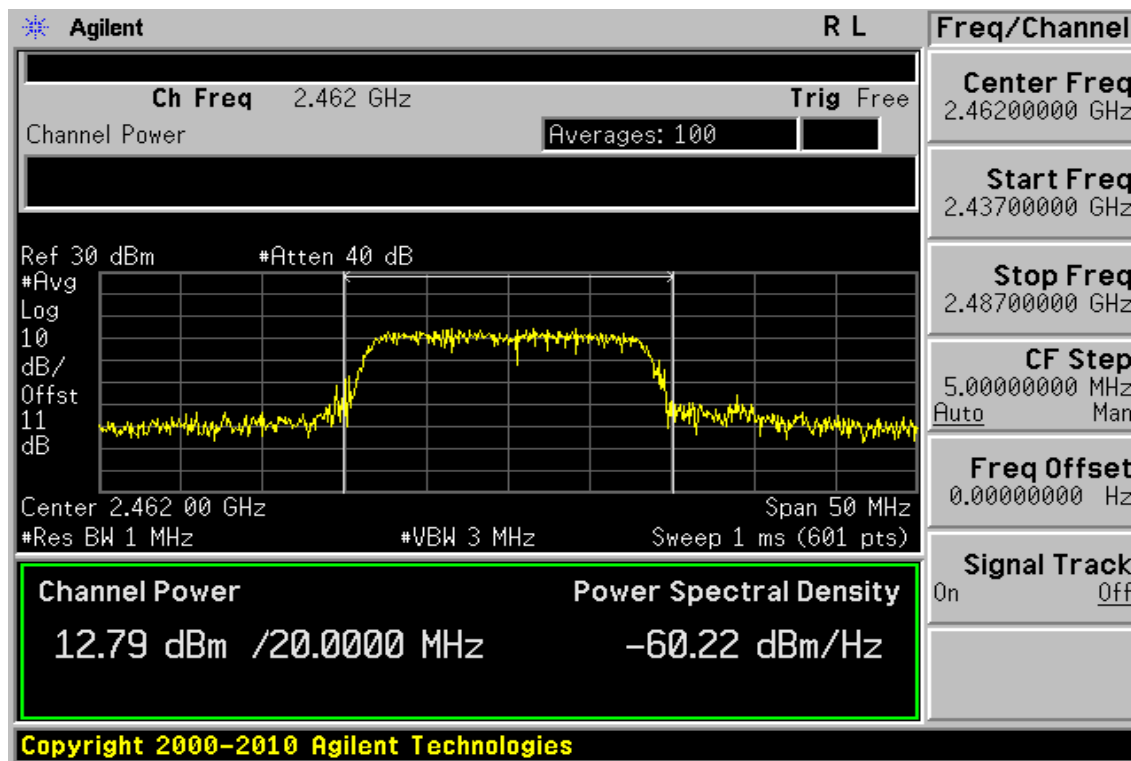 Agilent R L
Freq/Channel
Ch Freq 2.462 GHz Trig Free
Channel Power Averages: 100
Ref 30 dBm #Atten 40 dB
#Avg
Log
10
dB/
Offst
11
dB
Center 2.462 00 GHz Span 50 MHz
#Res BW 1 MHz #VBW 3 MHz Sweep 1 ms (601 pts)
Channel Power Power Spectral Density
12.79 dBm /20.0000 MHz -60.22 dBm/Hz
Center Freq
2.46200000 GHz
Start Freq
2.43700000 GHz
Stop Freq
2.48700000 GHz
CF Step
5.00000000 MHz
Auto Man
Freq Offset
0.00000000 Hz
Signal Track
On Off
Copyright 2000-2010 Agilent Technologies